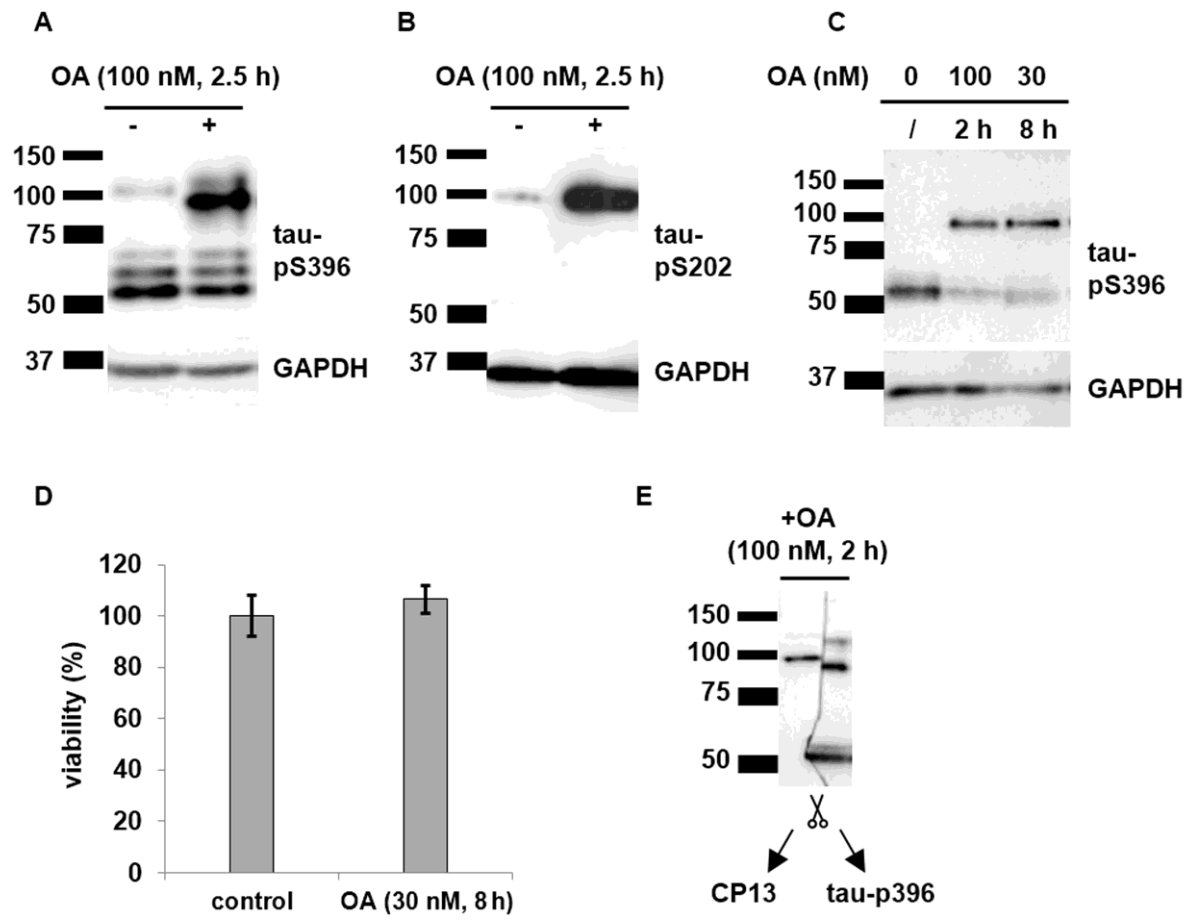 A
OA (100 nM, 2.5 h)
- +
150
100
75
50
37
tau-
pS396
GAPDH
B
OA (100 nM, 2.5 h)
- +
150
100
75
50
37
tau-
pS202
GAPDH
C
OA (nM) 0 100 30
/ 2 h 8 h
150
100
75
50
37
tau-
pS396
GAPDH
D
viability (%)
120
100
80
60
40
20
0
control OA (30 nM, 8 h)
E
+OA
(100 nM, 2 h)
150
100
75
50
CP13 tau-p396